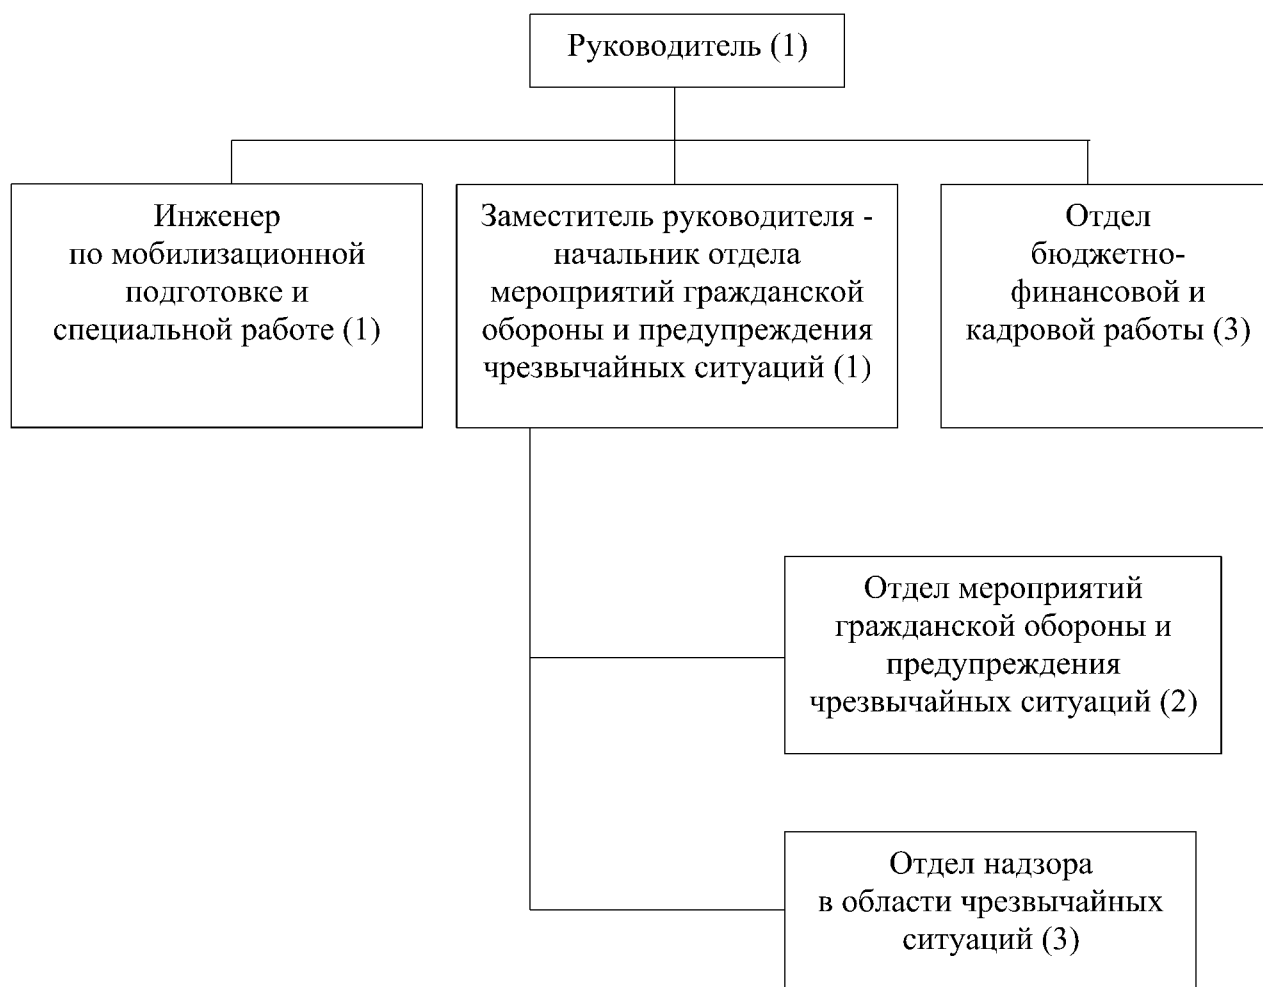 Руководитель (1)
Инженер
по мобилизационной
подготовке и
специальной работе (1)
Заместитель руководителя -
начальник отдела
мероприятий гражданской
обороны и предупреждения
чрезвычайных ситуаций (1)
Отдел
бюджетно-
финансовой и
кадровой работы (3)
Отдел мероприятий
гражданской обороны и
предупреждения
чрезвычайных ситуаций (2)
Отдел надзора
в области чрезвычайных
ситуаций (3)